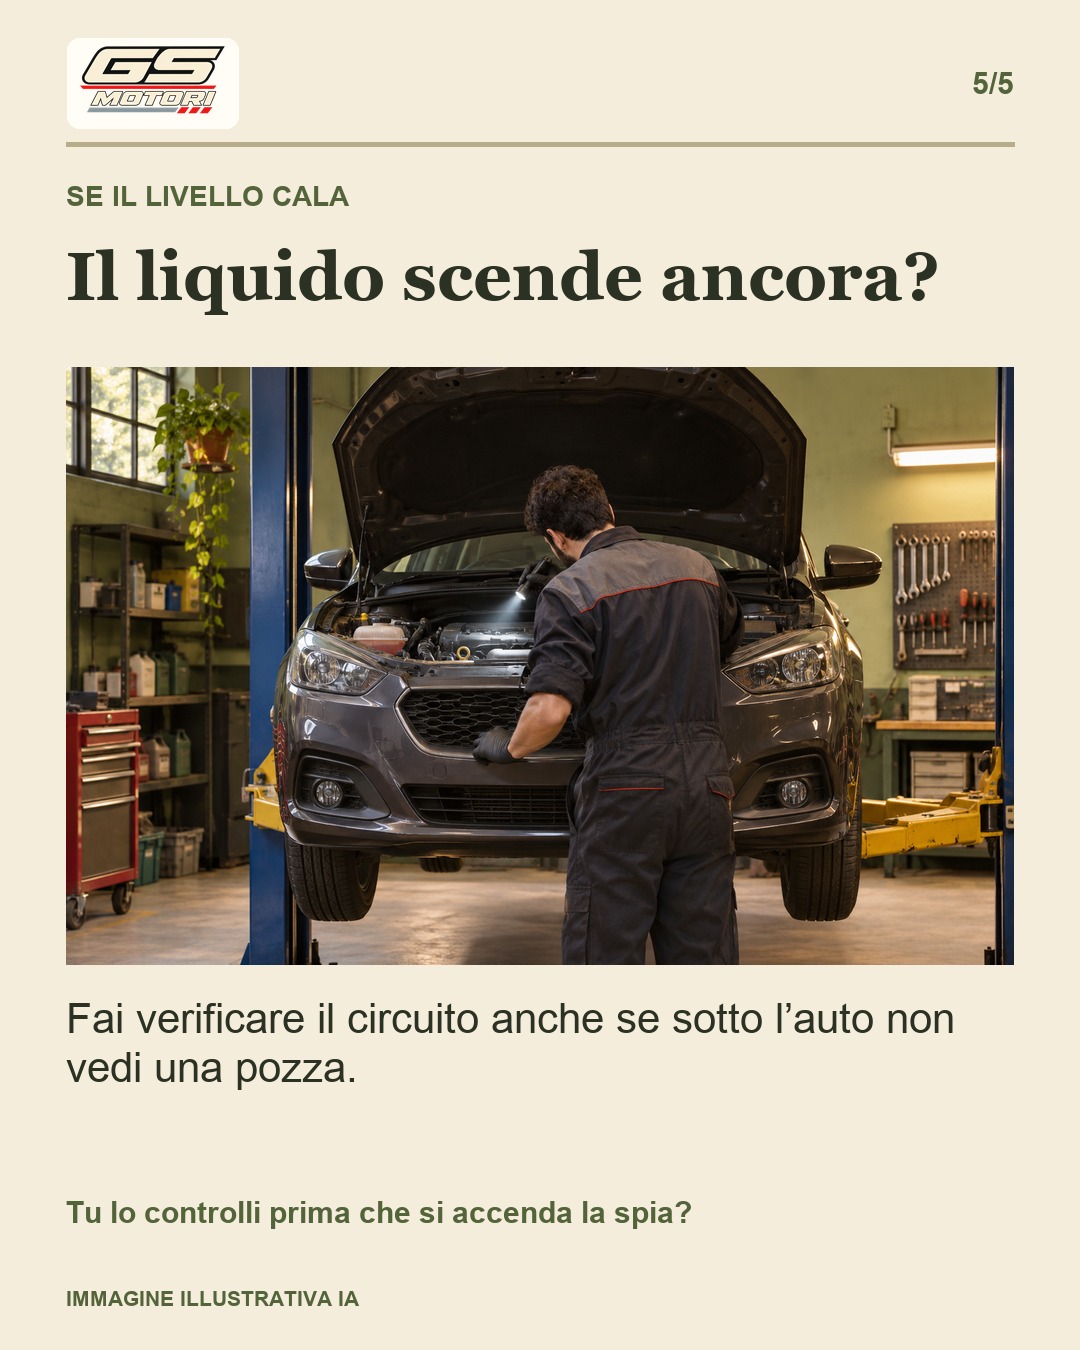 GS
MOTORI
5/5
SE IL LIVELLO CALA
Il liquido scende ancora?
Fai verificare il circuito anche se sotto l’auto non
vedi una pozza.
Tu lo controlli prima che si accenda la spia?
IMMAGINE ILLUSTRATIVA IA